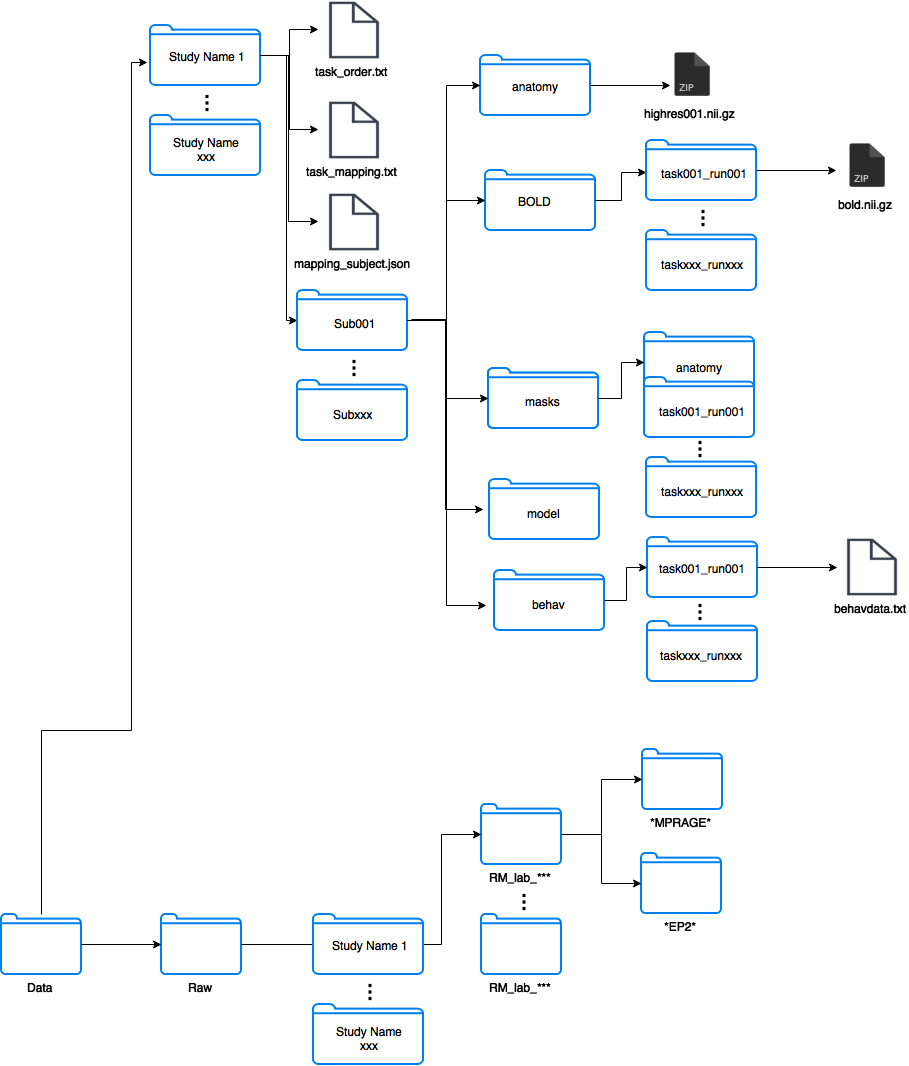 Study Name 1
Study Name
xxx
task_order.txt
task_mapping.txt
mapping_subject.json
Sub001
Subxxx
anatomy
ZIP
highres001.nii.gz
BOLD
task001_run001
ZIP
bold.nii.gz
taskxxx_runxxx
masks
anatomy
task001_run001
taskxxx_runxxx
model
behav
task001_run001
behavdata.txt
taskxxx_runxxx
Data
Raw
Study Name 1
Study Name
xxx
RM_lab_***
RM_lab_***
*MPRAGE*
*EP2*